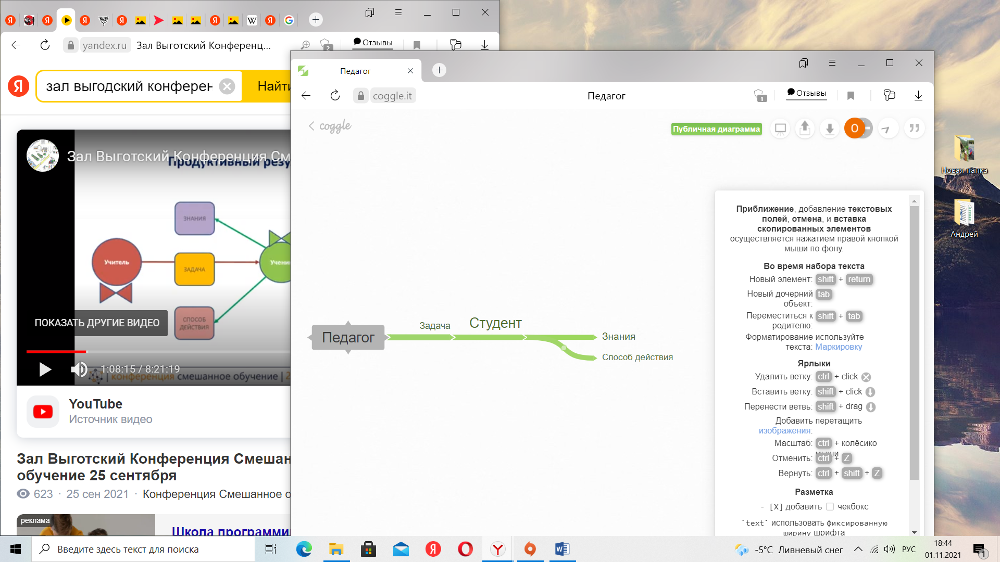 yandex.ru
Зал Выготский Конференц...
2
Отзывы
Я
зал выгодский конферен
Найти
Зал Выготский Конференция См
Продуктивный резу
ЗНАНИЯ
Учитель
ЗАДАЧА
Учени
СПОСОБ
ДЕЙСТВИЯ
ПОКАЗАТЬ ДРУГИЕ ВИДЕО
1:08:15 / 8:21:19
| конференция смешанное обучение | 2
YouTube
Источник видео
Зал Выготский Конференция Смешан
обучение 25 сентября
623 · 25 сен 2021 · Конференция Смешанное о
реклама
Школа программи
Педагог
coggle.it
Педагог
1
Отзывы
coggle
Публичная диаграмма
O
Педагог
Задача
Студент
Знания
Способ действия
Приближение, добавление текстовых
полей, отмена, и вставка
скопированных элементов
осуществляется нажатием правой кнопкой
мыши по фону.
Во время набора текста
Новый элемент: shift + return
Новый дочерний tab
объект:
Переместиться к shift + tab
родителю:
Форматирование используйте
текста: Маркировку
Ярлыки
Удалить ветку: ctrl + click
Вставить ветку: shift + click
Перенести ветвь: shift + drag
Добавить перетащить
изображения:
Масштаб: ctrl + колёсико
мыши
Отменить: ctrl + Z
Вернуть: ctrl + shift + Z
Разметка
- [X] добавить чекбокс
`text` использовать фиксированную
ширину шрифта
Новая папка
Андрей
Введите здесь текст для поиска
-5°C Ливневый снег
РУС
18:44
01.11.2021
1